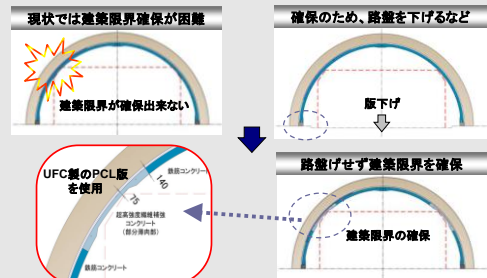 現状では建築限界確保が困難
建築限界が確保出来ない
確保のため、路盤を下げるなど
版下げ
UFC製のPCL版
を使用
140
75
鉄筋コンクリート
超高強度繊維補強
コンクリート
(部分薄肉部)
鉄筋コンクリート
路盤げせず建築限界を確保
建築限界の確保